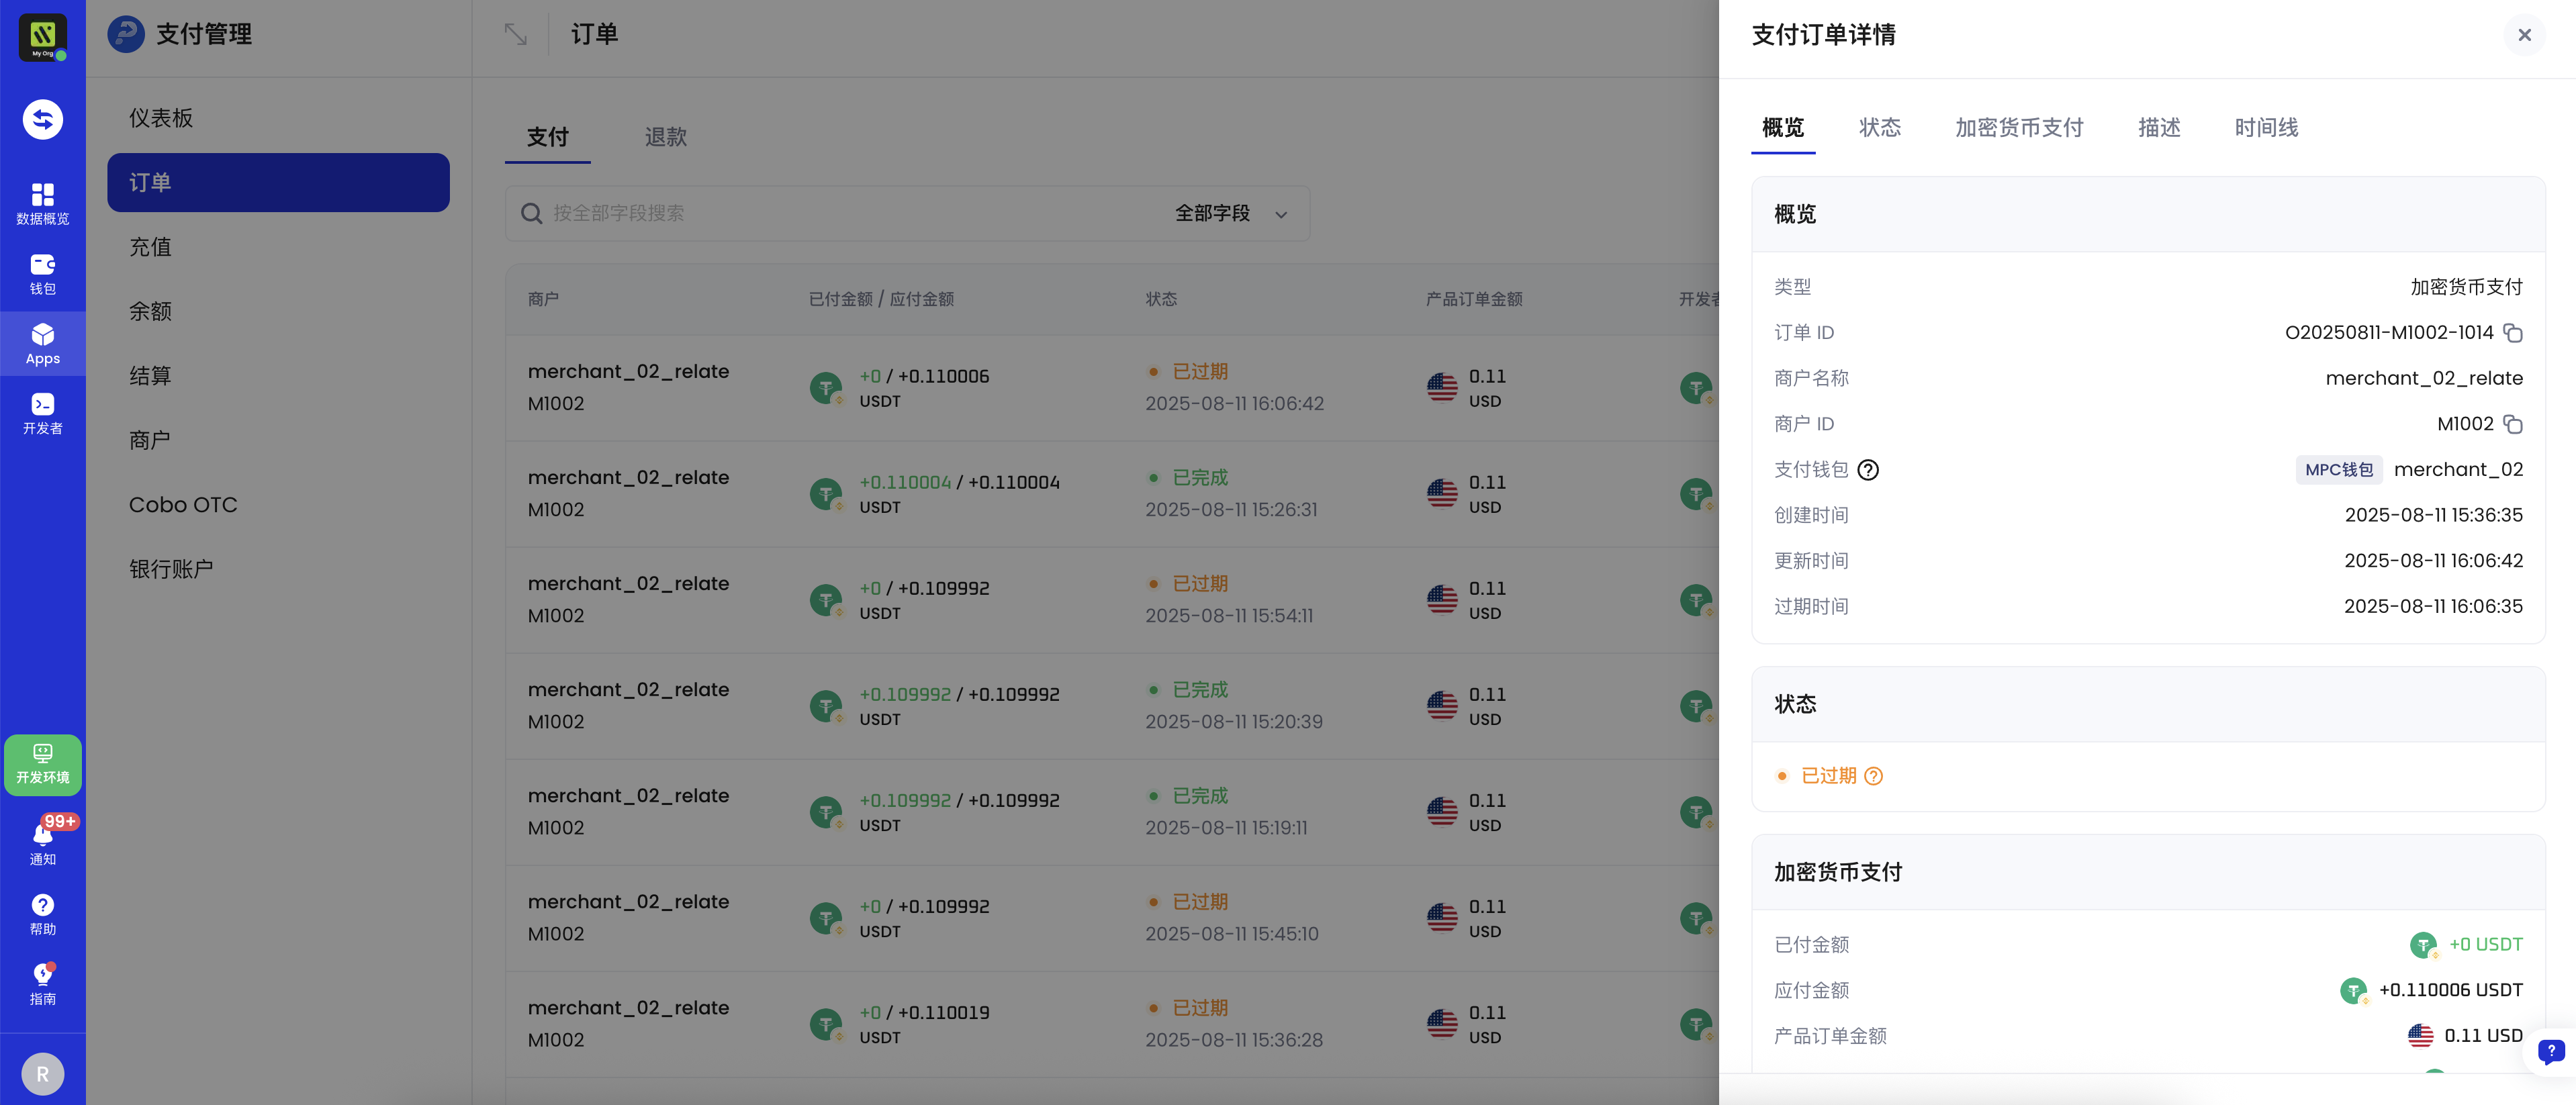 My Org
数据概览
钱包
Apps
开发者
开发环境
99+
通知
帮助
指南
R
支付管理
仪表板
订单
充值
余额
结算
商户
Cobo OTC
银行账户
订单
支付 退款
按全部字段搜索 全部字段
商户 已付金额 / 应付金额 状态 产品订单金额 开发者
merchant_02_relate +0 / +0.110006 已过期 0.11
M1002 USDT 2025-08-11 16:06:42 USD
merchant_02_relate +0.110004 / +0.110004 已完成 0.11
M1002 USDT 2025-08-11 15:26:31 USD
merchant_02_relate +0 / +0.109992 已过期 0.11
M1002 USDT 2025-08-11 15:54:11 USD
merchant_02_relate +0.109992 / +0.109992 已完成 0.11
M1002 USDT 2025-08-11 15:20:39 USD
merchant_02_relate +0.109992 / +0.109992 已完成 0.11
M1002 USDT 2025-08-11 15:19:11 USD
merchant_02_relate +0 / +0.109992 已过期 0.11
M1002 USDT 2025-08-11 15:45:10 USD
merchant_02_relate +0 / +0.110019 已过期 0.11
M1002 USDT 2025-08-11 15:36:28 USD
支付订单详情
概览 状态 加密货币支付 描述 时间线
概览
类型 加密货币支付
订单 ID O20250811-M1002-1014
商户名称 merchant_02_relate
商户 ID M1002
支付钱包 MPC钱包 merchant_02
创建时间 2025-08-11 15:36:35
更新时间 2025-08-11 16:06:42
过期时间 2025-08-11 16:06:35
状态
已过期
加密货币支付
已付金额 +0 USDT
应付金额 +0.110006 USDT
产品订单金额 0.11 USD